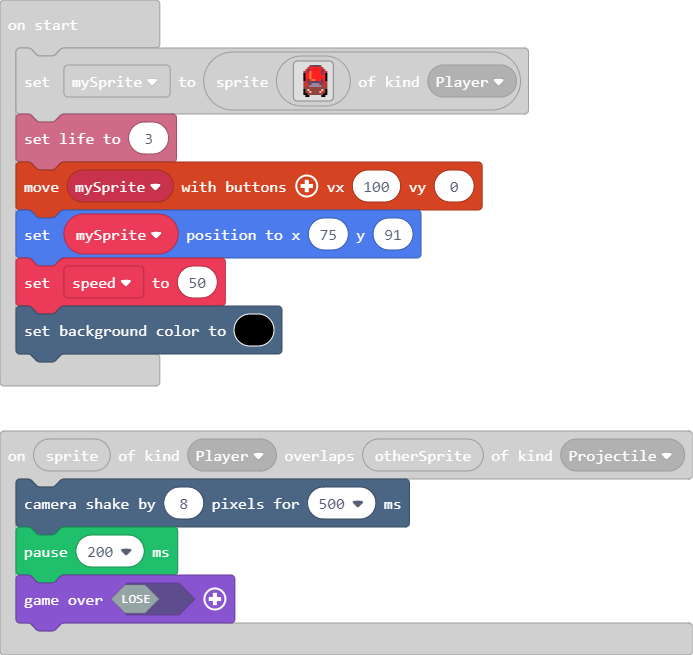 on start
set mySprite to sprite of kind Player
set life to 3
move mySprite with buttons vx 100 vy 0
set mySprite position to x 75 y 91
set speed to 50
set background color to
on sprite of kind Player overlaps otherSprite of kind Projectile
camera shake by 8 pixels for 500 ms
pause 200 ms
game over LOSE